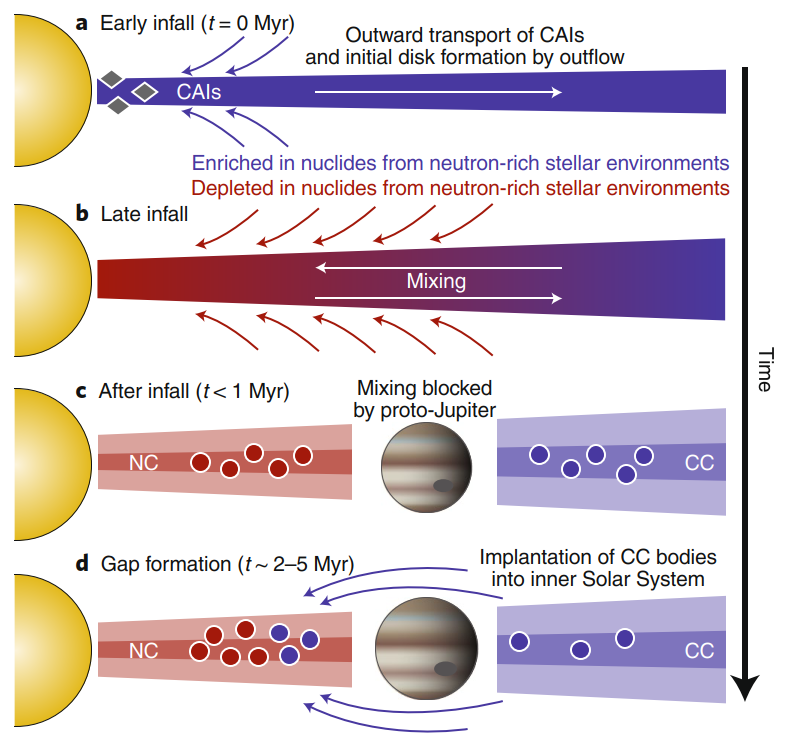 a Early infall (t = 0 Myr)
Outward transport of CAIs
and initial disk formation by outflow
CAIs
Enriched in nuclides from neutron-rich stellar environments
Depleted in nuclides from neutron-rich stellar environments
b Late infall
Mixing
Time
c After infall (t < 1 Myr)
Mixing blocked
by proto-Jupiter
NC
CC
d Gap formation (t ~ 2–5 Myr)
Implantation of CC bodies
into inner Solar System
NC
CC